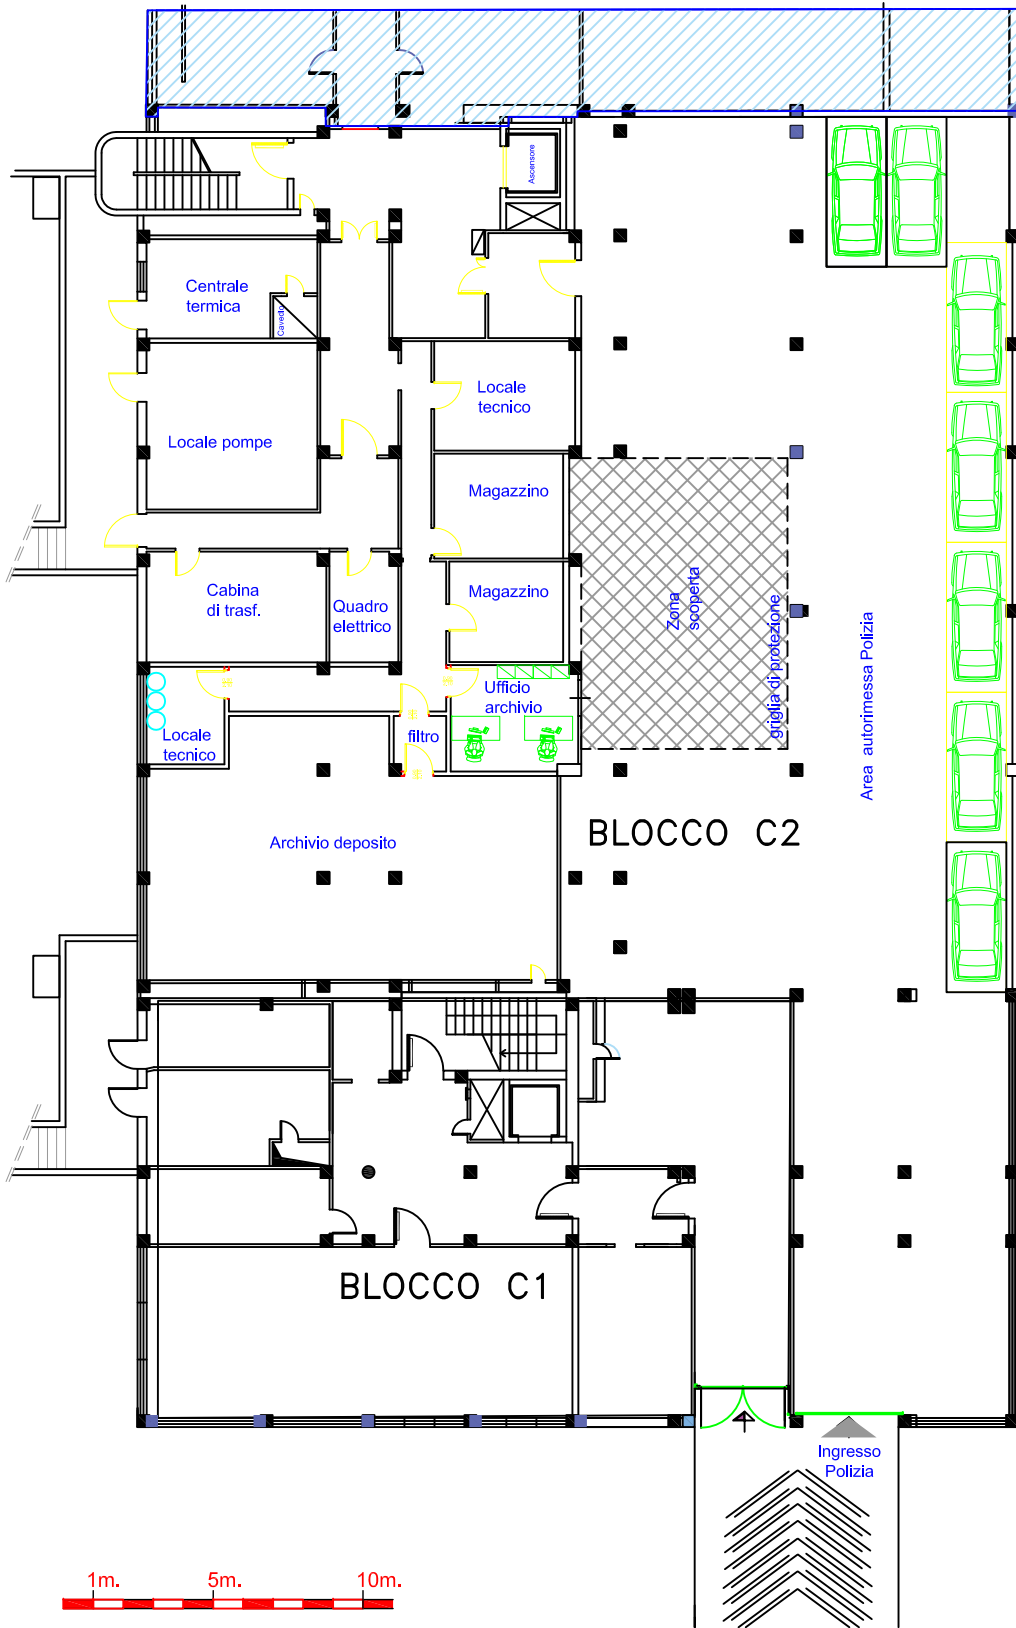 Ascensore
Centrale
termica
Cavedio
Locale
tecnico
Locale pompe
Magazzino
Cabina
di trasf.
Quadro
elettrico
Magazzino
Zona
scoperta
griglia di protezione
Area autorimessa Polizia
Ufficio
archivio
Locale
tecnico
filtro
Archivio deposito
BLOCCO C2
BLOCCO C1
Ingresso
Polizia
1m. 5m. 10m.